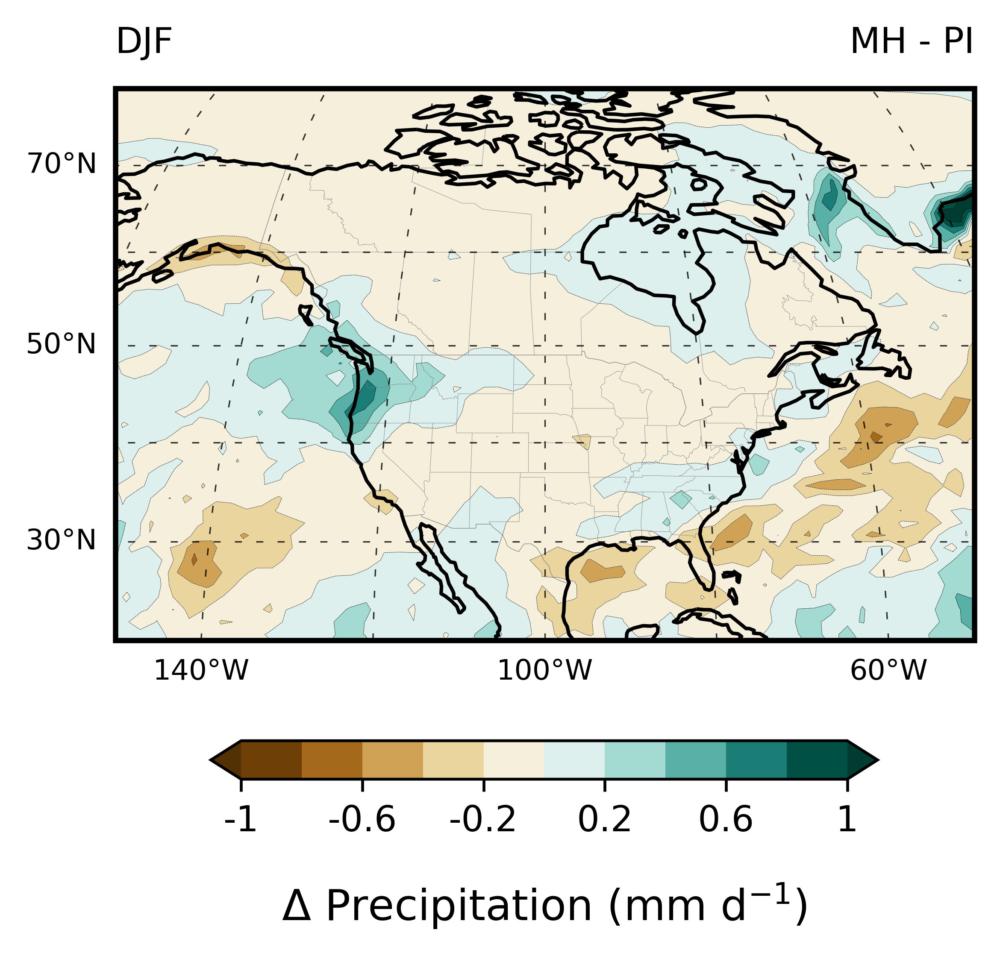 DJF MH - PI
70°N
50°N
30°N
140°W 100°W 60°W
-1 -0.6 -0.2 0.2 0.6 1
Δ Precipitation (mm d⁻¹)